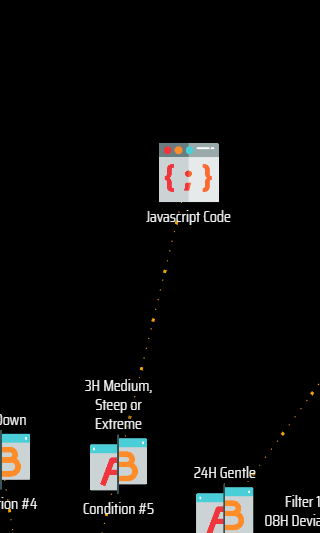 Javascript Code
3H Medium,
Steep or
Extreme
Down
Condition #5
24H Gentle
Filter 1
08H Devia
ion #4